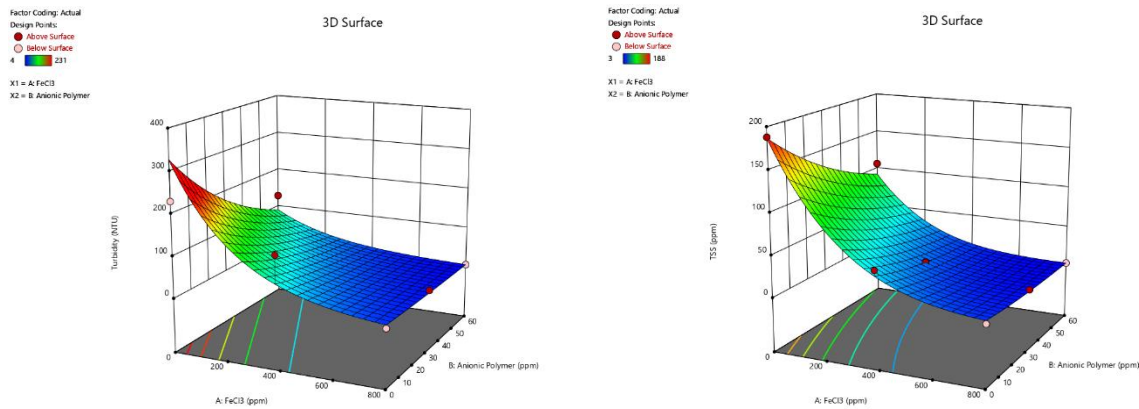 Factor Coding: Actual
Design Points:
Above Surface
Below Surface
4 231
X1 = A: FeCl3
X2 = B: Anionic Polymer
3D Surface
400
300
200
100
0
Turbidity (NTU)
0
200
400
600
800
A: FeCl3 (ppm)
0
10
20
30
40
50
60
B: Anionic Polymer (ppm)
Factor Coding: Actual
Design Points:
Above Surface
Below Surface
3 188
X1 = A: FeCl3
X2 = B: Anionic Polymer
3D Surface
200
150
100
50
0
TSS (ppm)
0
200
400
600
800
A: FeCl3 (ppm)
0
10
20
30
40
50
60
B: Anionic Polymer (ppm)